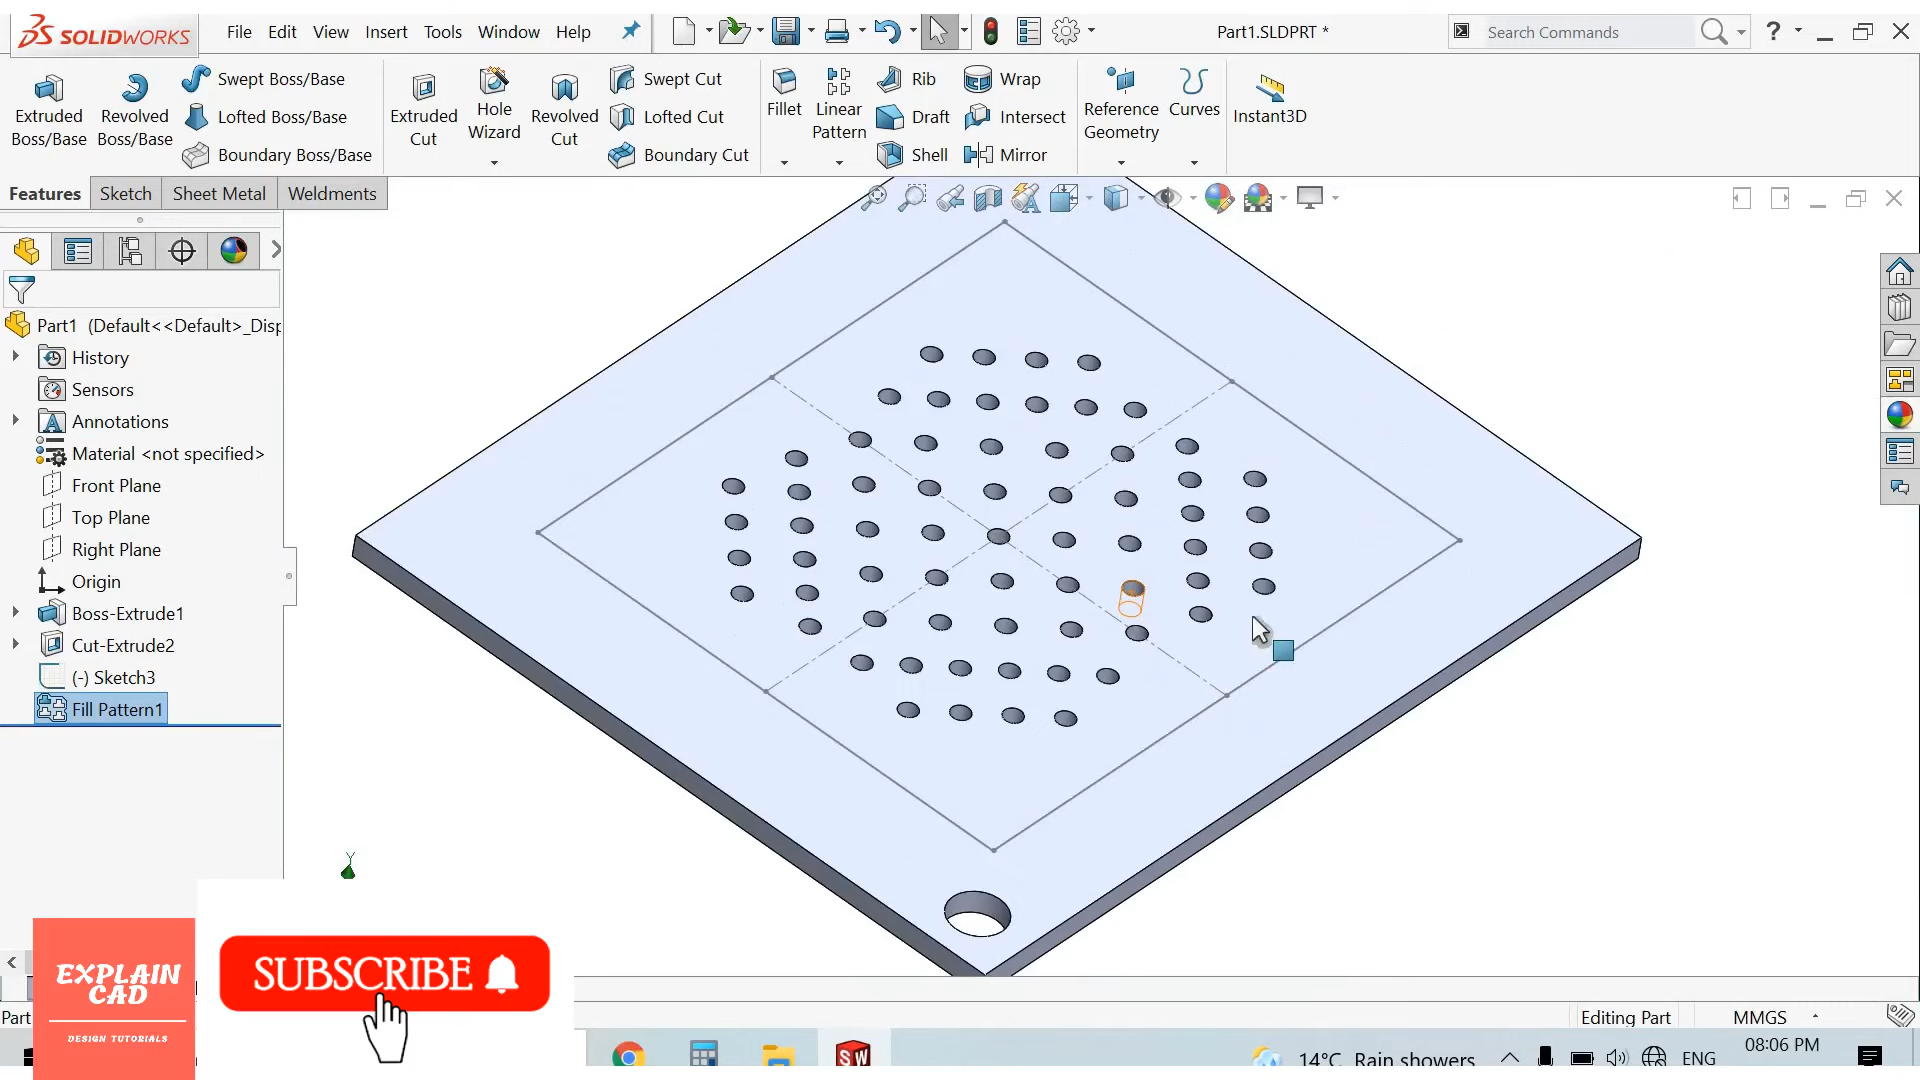 SOLIDWORKS
File Edit View Insert Tools Window Help
Part1.SLDPRT *
Search Commands
?
Extruded Boss/Base
Revolved Boss/Base
Swept Boss/Base
Lofted Boss/Base
Boundary Boss/Base
Extruded Cut
Hole Wizard
Revolved Cut
Swept Cut
Lofted Cut
Boundary Cut
Fillet
Linear Pattern
Rib
Draft
Shell
Wrap
Intersect
Mirror
Reference Geometry
Curves
Instant3D
Features Sketch Sheet Metal Weldments
Part1 (Default<<Default>_Disp
History
Sensors
Annotations
Material <not specified>
Front Plane
Top Plane
Right Plane
Origin
Boss-Extrude1
Cut-Extrude2
(-) Sketch3
Fill Pattern1
Y
EXPLAIN
CAD
DESIGN TUTORIALS
SUBSCRIBE
Part
Editing Part
MMGS
SW
14°C Rain showers
ENG
08:06 PM